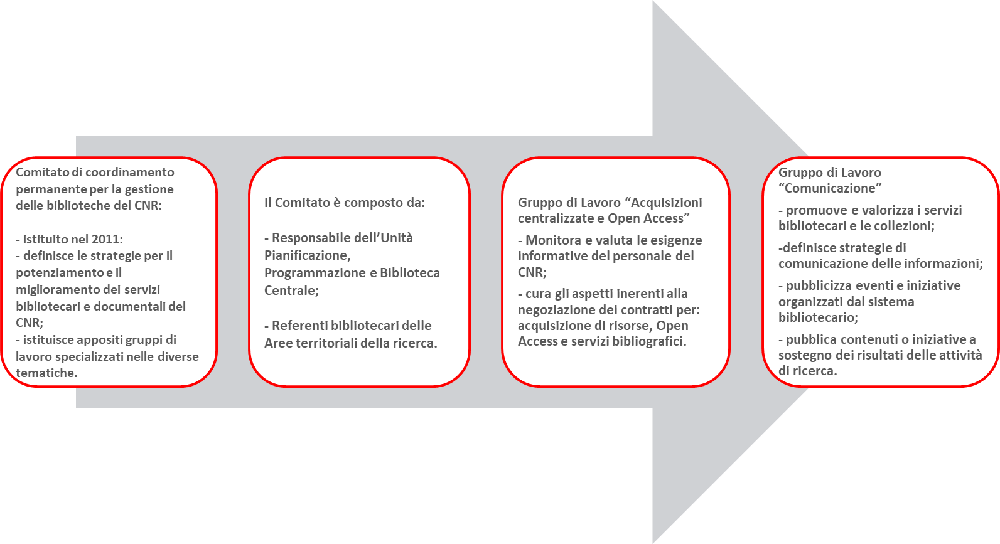 Comitato di coordinamento
permanente per la gestione
delle biblioteche del CNR:
- istituito nel 2011:
- definisce le strategie per il
potenziamento e il
miglioramento dei servizi
bibliotecari e documentali del
CNR;
- istituisce appositi gruppi di
lavoro specializzati nelle diverse
tematiche.
Il Comitato è composto da:
- Responsabile dell’Unità
Pianificazione,
Programmazione e Biblioteca
Centrale;
- Referenti bibliotecari delle
Aree territoriali della ricerca.
Gruppo di Lavoro “Acquisizioni
centralizzate e Open Access”
- Monitora e valuta le esigenze
informative del personale del
CNR;
- cura gli aspetti inerenti alla
negoziazione dei contratti per:
acquisizione di risorse, Open
Access e servizi bibliografici.
Gruppo di Lavoro
“Comunicazione”
- promuove e valorizza i servizi
bibliotecari e le collezioni;
-definisce strategie di
comunicazione delle informazioni;
- pubblicizza eventi e iniziative
organizzati dal sistema
bibliotecario;
- pubblica contenuti o iniziative a
sostegno dei risultati delle attività
di ricerca.